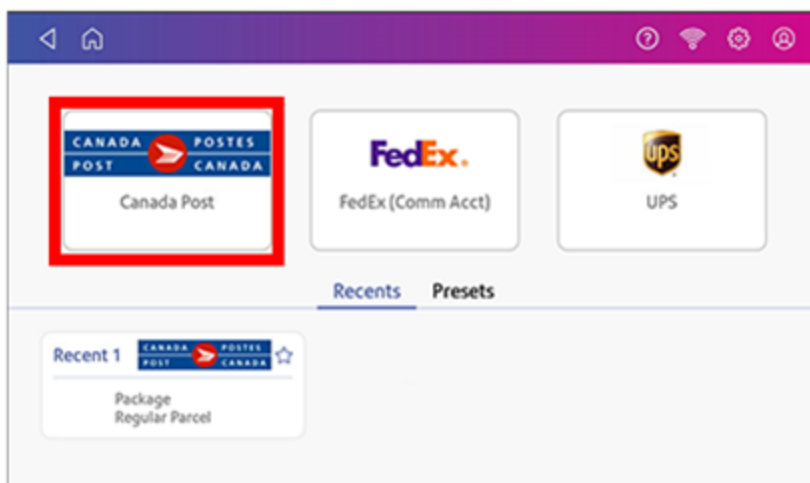 CANADA POSTES
POST CANADA
Canada Post
FedEx.
FedEx (Comm Acct)
ups
UPS
Recents Presets
Recent 1
CANADA POSTES
POST CANADA
Package
Regular Parcel